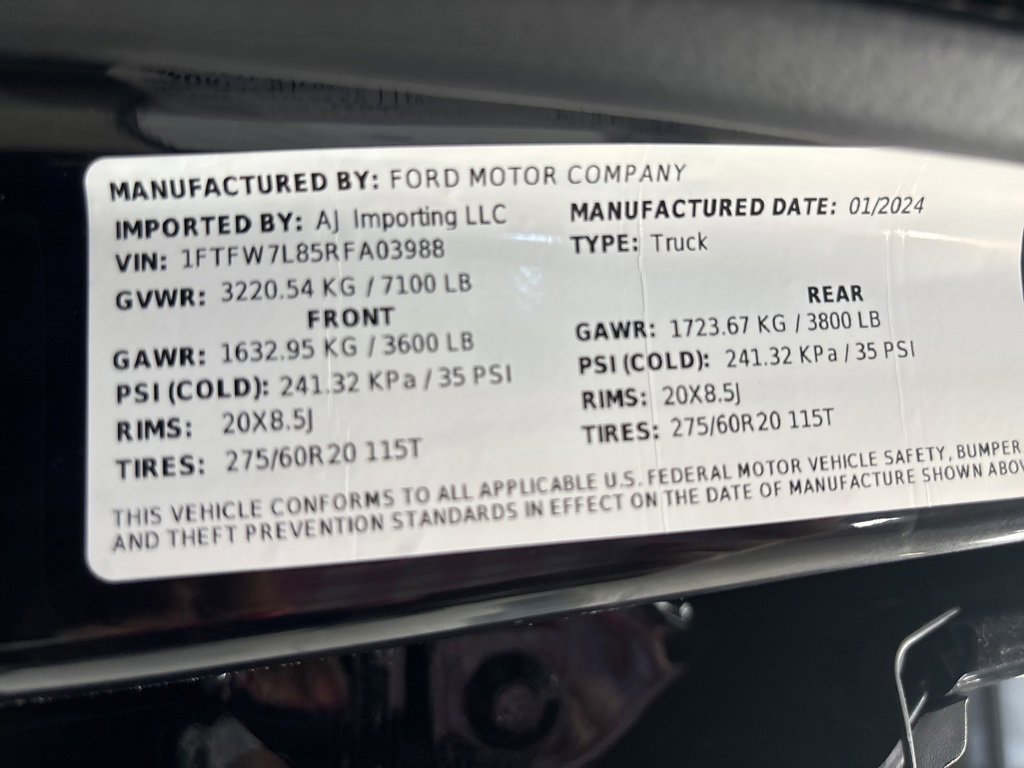 MANUFACTURED BY: FORD MOTOR COMPANY
IMPORTED BY: AJ Importing LLC
MANUFACTURED DATE: 01/2024
VIN: 1FTFW7L85RFA03988
TYPE: Truck
GVWR: 3220.54 KG / 7100 LB
FRONT
REAR
GAWR: 1632.95 KG / 3600 LB
GAWR: 1723.67 KG / 3800 LB
PSI (COLD): 241.32 KPa / 35 PSI
PSI (COLD): 241.32 KPa / 35 PSI
RIMS: 20X8.5J
RIMS: 20X8.5J
TIRES: 275/60R20 115T
TIRES: 275/60R20 115T
THIS VEHICLE CONFORMS TO ALL APPLICABLE U.S. FEDERAL MOTOR VEHICLE SAFETY, BUMPER
AND THEFT PREVENTION STANDARDS IN EFFECT ON THE DATE OF MANUFACTURE SHOWN ABOV